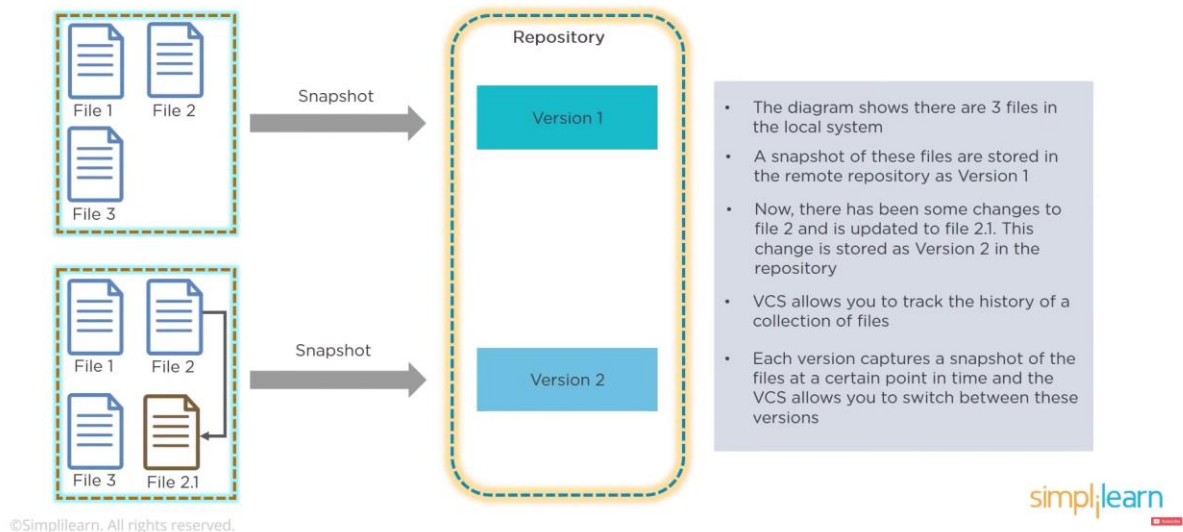 File 1
File 2
File 3
Snapshot
File 1
File 2
File 3
File 2.1
Snapshot
Repository
Version 1
Version 2
• The diagram shows there are 3 files in
the local system
• A snapshot of these files are stored in
the remote repository as Version 1
• Now, there has been some changes to
file 2 and is updated to file 2.1. This
change is stored as Version 2 in the
repository
• VCS allows you to track the history of a
collection of files
• Each version captures a snapshot of the
files at a certain point in time and the
VCS allows you to switch between these
versions
simplilearn
©Simplilearn. All rights reserved.